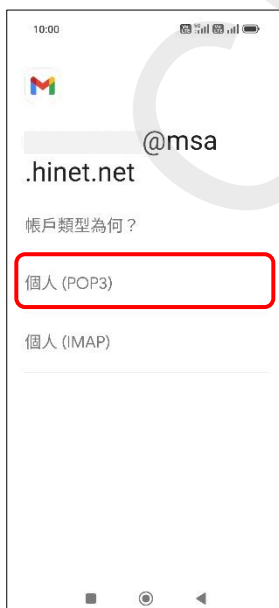 10:00
@msa
.hinet.net
帳戶類型為何？
個人 (POP3)
個人 (IMAP)